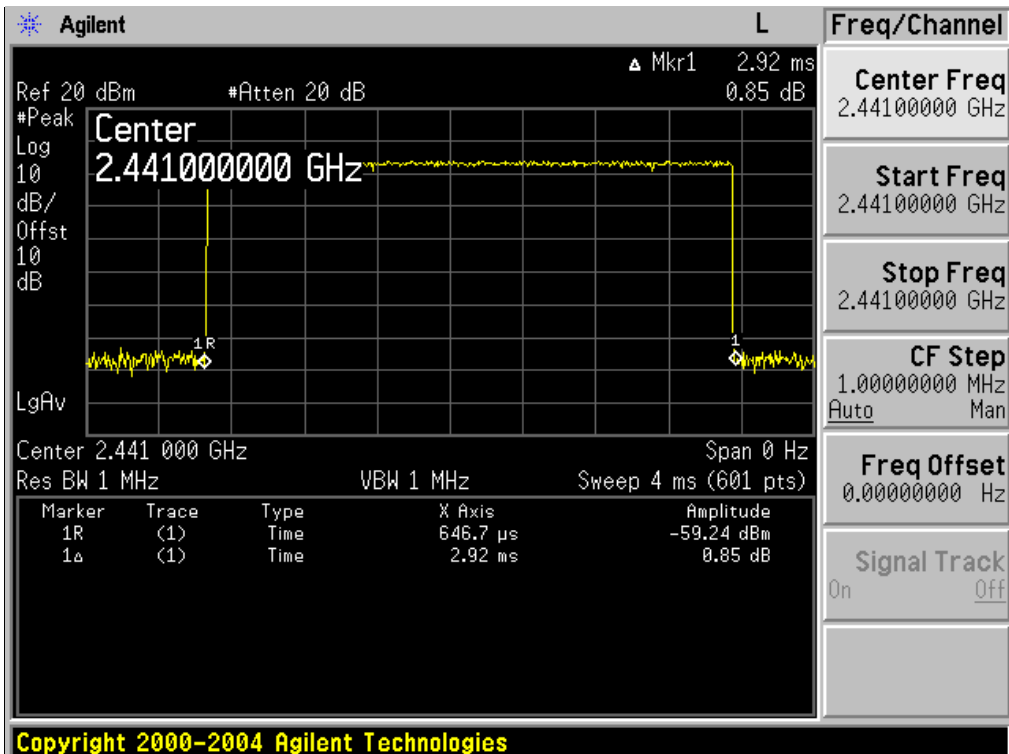 Agilent L
Freq/Channel
Δ Mkr1 2.92 ms
Ref 20 dBm #Atten 20 dB 0.85 dB
#Peak
Log
10
dB/
Offst
10
dB
LgAv
Center
2.441000000 GHz
1R
1
Center 2.441 000 GHz Span 0 Hz
Res BW 1 MHz VBW 1 MHz Sweep 4 ms (601 pts)
Marker Trace Type X Axis Amplitude
1R (1) Time 646.7 µs -59.24 dBm
1Δ (1) Time 2.92 ms 0.85 dB
Center Freq
2.44100000 GHz
Start Freq
2.44100000 GHz
Stop Freq
2.44100000 GHz
CF Step
1.00000000 MHz
Auto Man
Freq Offset
0.00000000 Hz
Signal Track
On Off
Copyright 2000-2004 Agilent Technologies